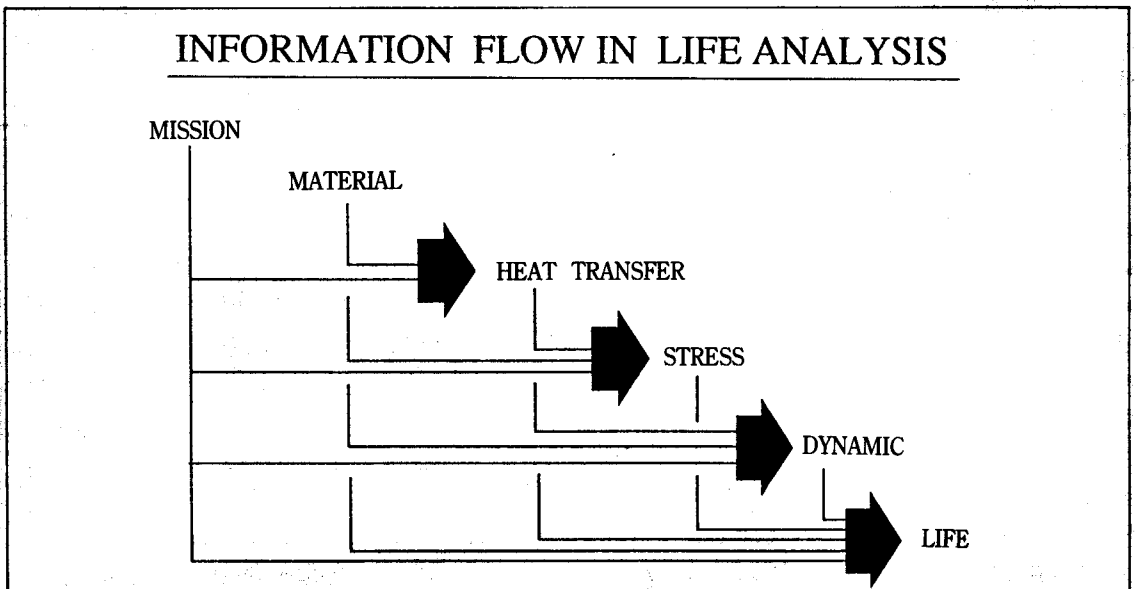 INFORMATION FLOW IN LIFE ANALYSIS
MISSION
MATERIAL
HEAT TRANSFER
STRESS
DYNAMIC
LIFE